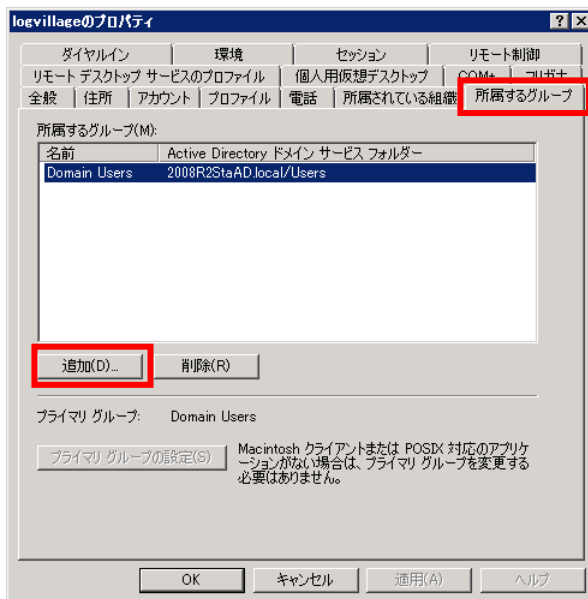 logvillageのプロパティ
ダイヤルイン 環境 セッション リモート制御
リモート デスクトップ サービスのプロファイル 個人用仮想デスクトップ COM+ フリガナ
全般 住所 アカウント プロファイル 電話 所属されている組織 所属するグループ
所属するグループ(M):
名前 Active Directory ドメイン サービス フォルダー
Domain Users 2008R2StaAD.local/Users
追加(D)... 削除(R)
プライマリ グループ: Domain Users
プライマリ グループの設定(S)
Macintosh クライアントまたは POSIX 対応のアプリケ
ーションがない場合は、プライマリ グループを変更する
必要はありません。
OK キャンセル 適用(A) ヘルプ